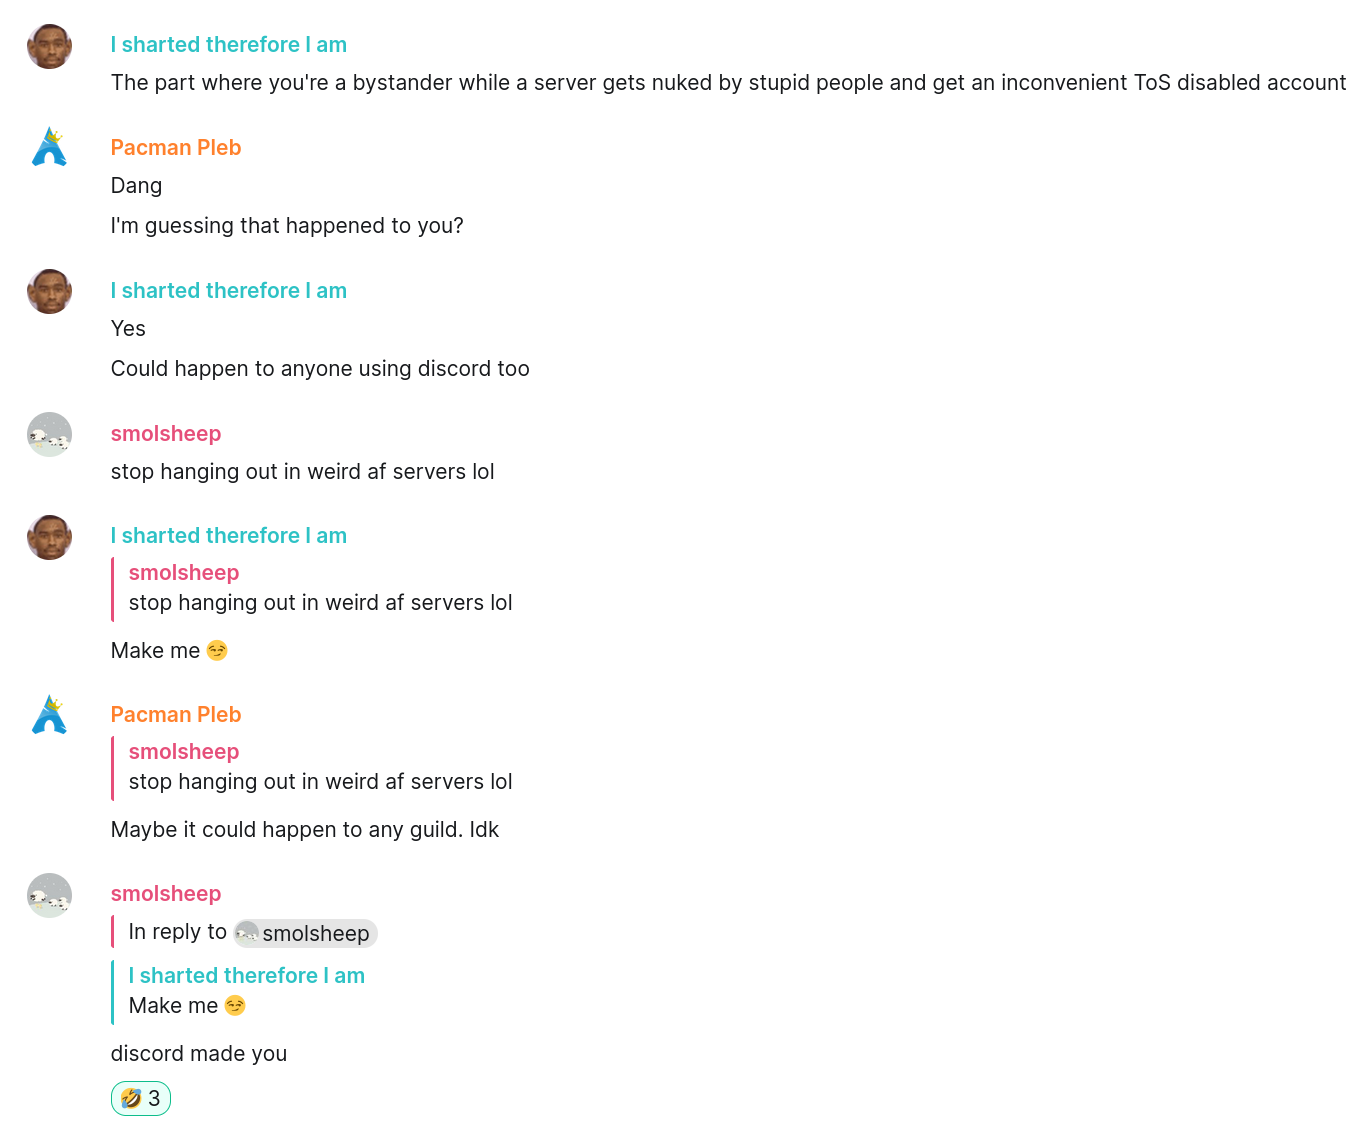 I sharted therefore I am
The part where you're a bystander while a server gets nuked by stupid people and get an inconvenient ToS disabled account
Pacman Pleb
Dang
I'm guessing that happened to you?
I sharted therefore I am
Yes
Could happen to anyone using discord too
smolsheep
stop hanging out in weird af servers lol
I sharted therefore I am
smolsheep
stop hanging out in weird af servers lol
Make me 😏
Pacman Pleb
smolsheep
stop hanging out in weird af servers lol
Maybe it could happen to any guild. Idk
smolsheep
In reply to smolsheep
I sharted therefore I am
Make me 😏
discord made you
🤣 3